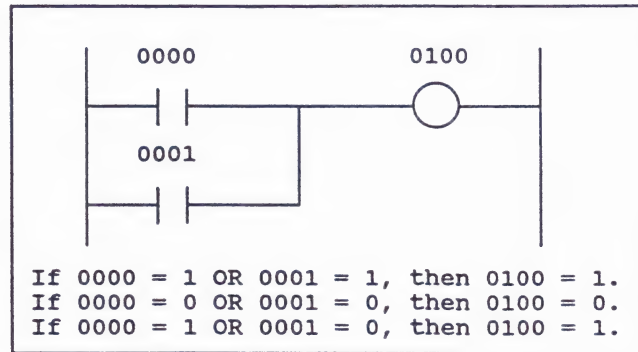 0000 0100
0001
If 0000 = 1 OR 0001 = 1, then 0100 = 1.
If 0000 = 0 OR 0001 = 0, then 0100 = 0.
If 0000 = 1 OR 0001 = 0, then 0100 = 1.